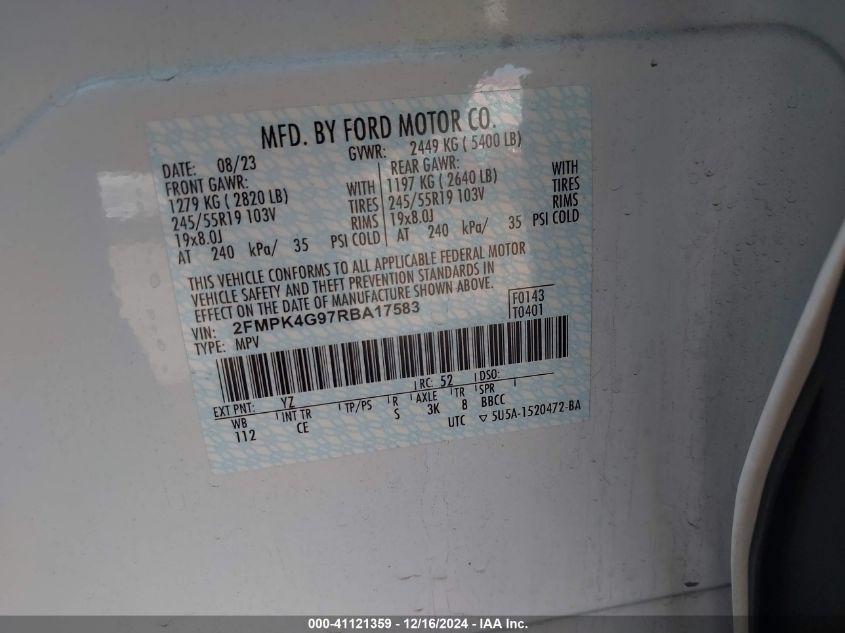 MFD. BY FORD MOTOR CO.
DATE: 08/23 GVWR: 2449 KG ( 5400 LB)
FRONT GAWR: REAR GAWR:
1279 KG ( 2820 LB) WITH 1197 KG ( 2640 LB) WITH
245/55R19 103V TIRES 245/55R19 103V TIRES
19x8.0J RIMS 19x8.0J RIMS
AT 240 kPa/ 35 PSI COLD AT 240 kPa/ 35 PSI COLD
THIS VEHICLE CONFORMS TO ALL APPLICABLE FEDERAL MOTOR
VEHICLE SAFETY AND THEFT PREVENTION STANDARDS IN
EFFECT ON THE DATE OF MANUFACTURE SHOWN ABOVE.
VIN: 2FMPK4G97RBA17583 F0143
TYPE: MPV T0401
EXT PNT: YZ RC: 52 DSO:
WB INT TR TP/PS R AXLE TR SPR
112 CE S 3K 8 BBCC
UTC ▽ 5U5A-1520472-BA
000-41121359 - 12/16/2024 - IAA Inc.